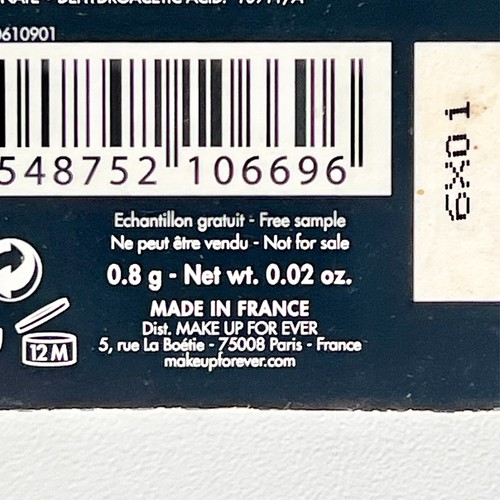 0610901
548752 106696
6X01
Echantillon gratuit - Free sample
Ne peut être vendu - Not for sale
0.8 g - Net wt. 0.02 oz.
MADE IN FRANCE
Dist. MAKE UP FOR EVER
5, rue La Boétie - 75008 Paris - France
makeupforever.com
12M